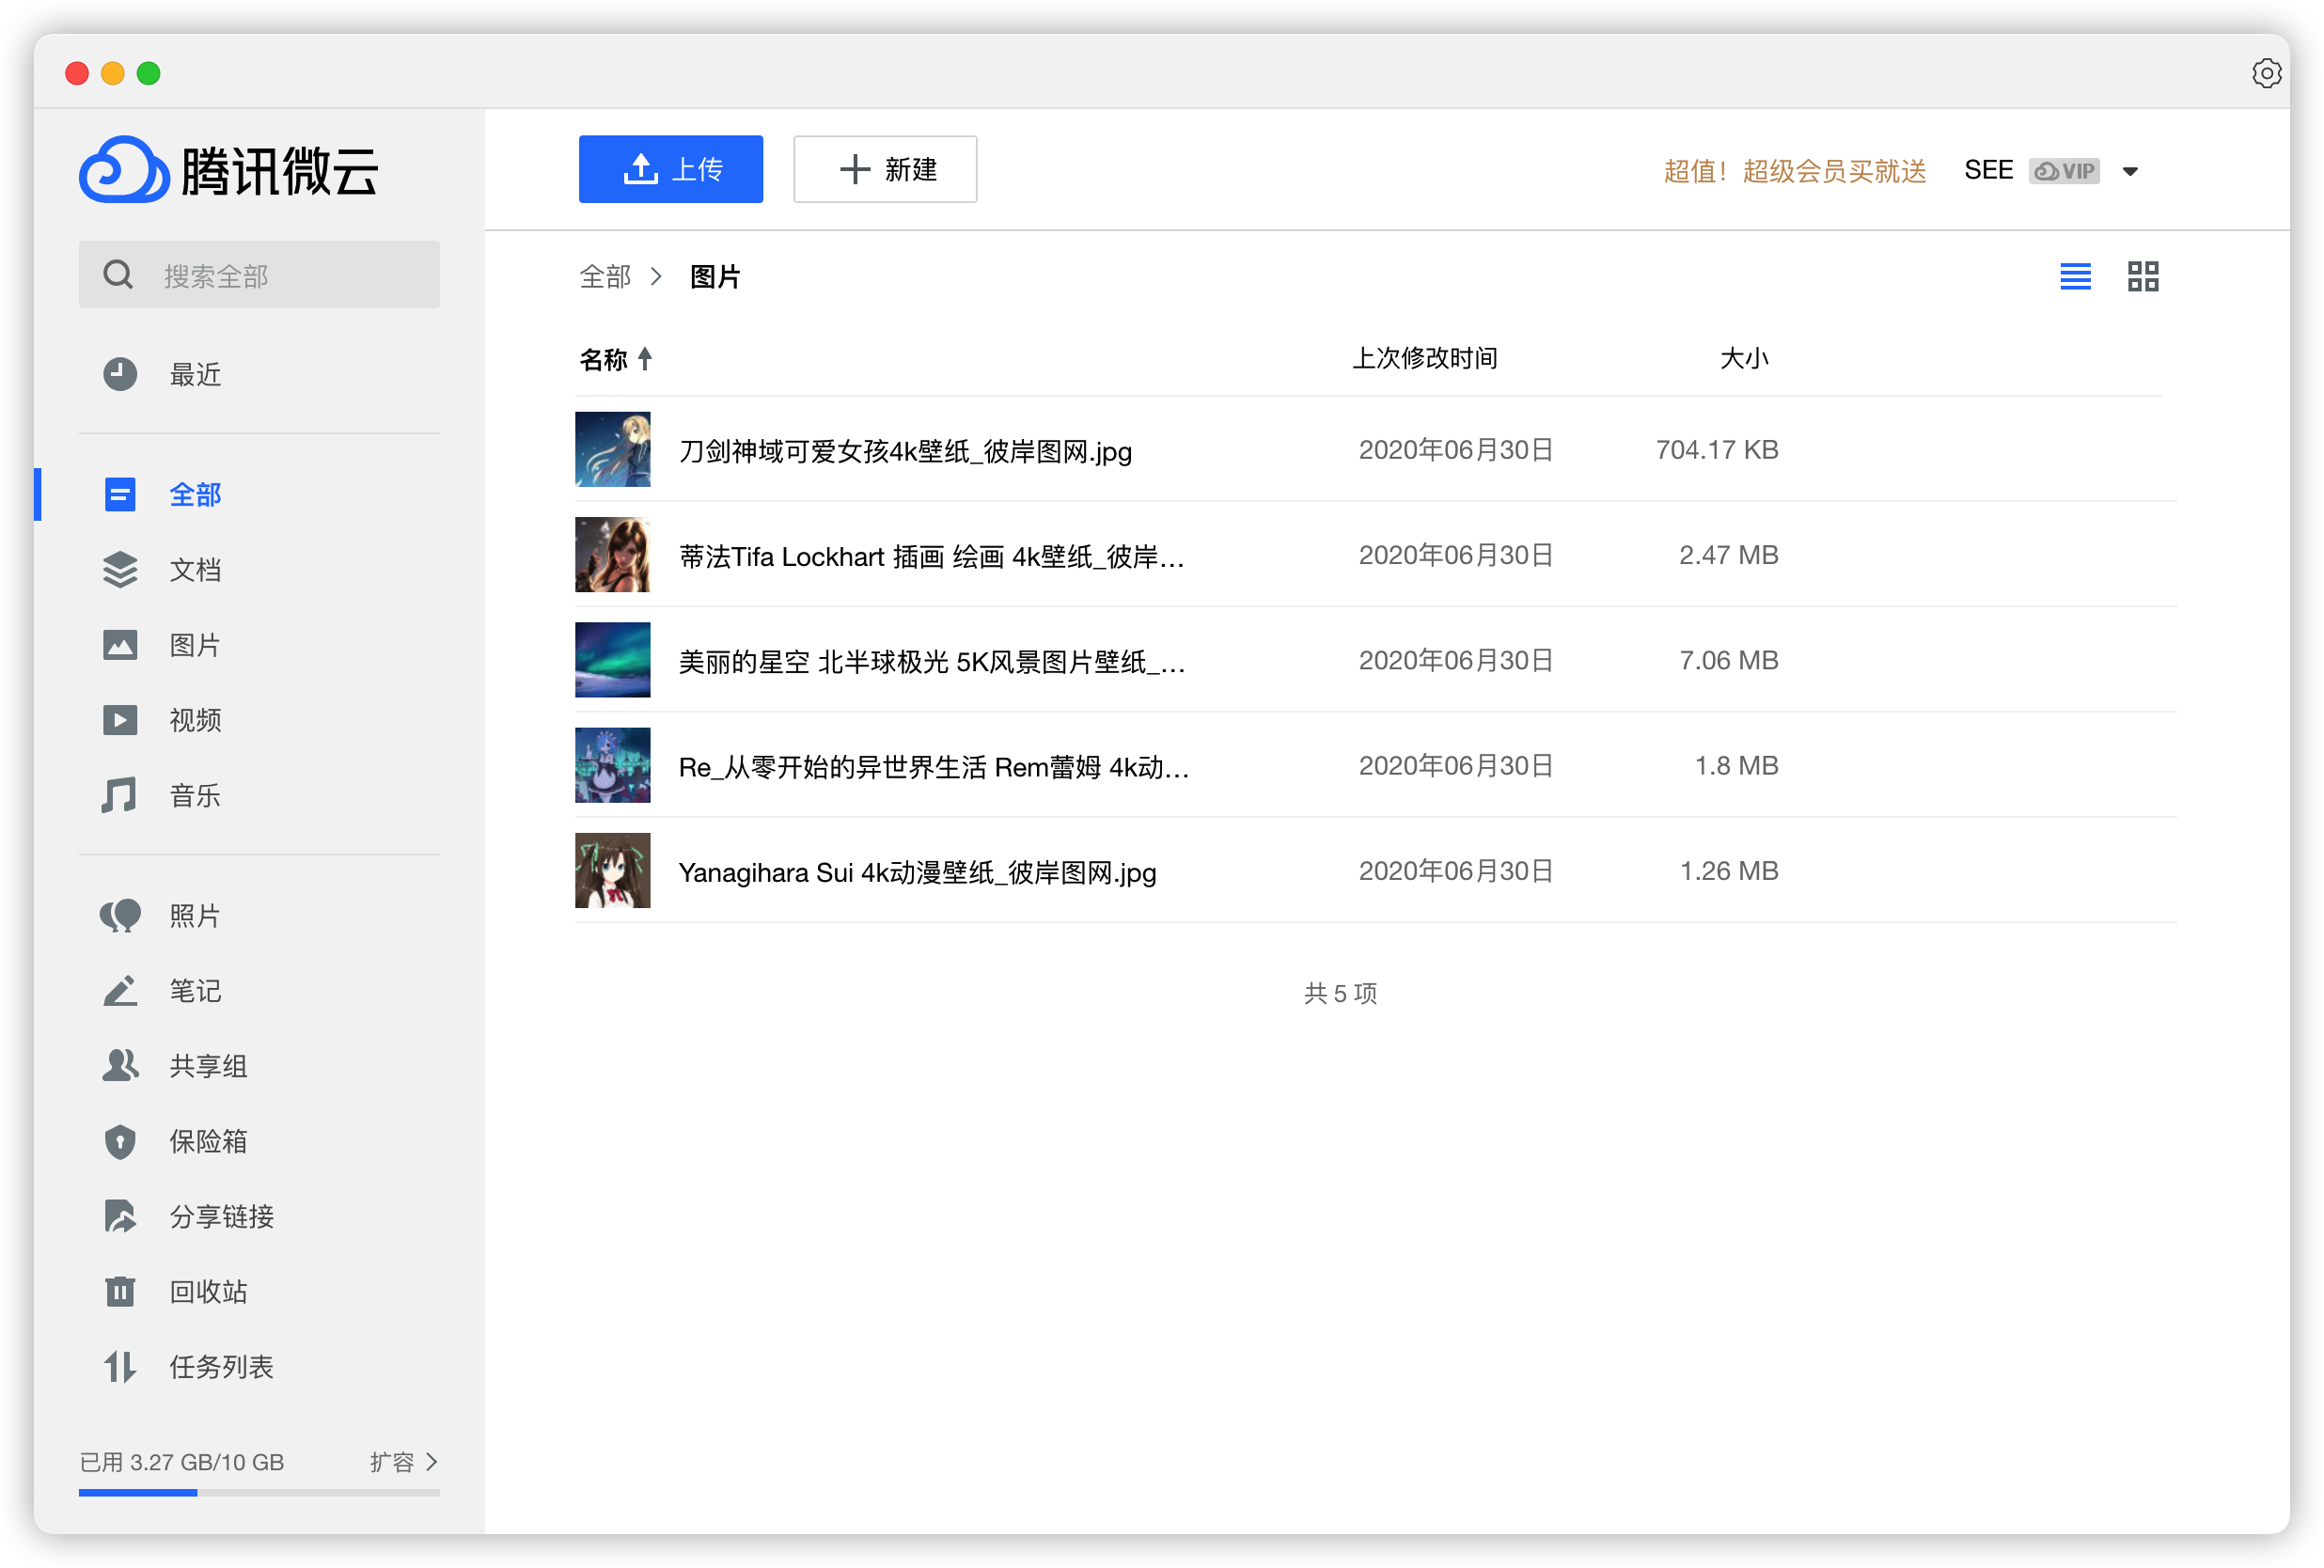 腾讯微云
搜索全部
最近
全部
文档
图片
视频
音乐
照片
笔记
共享组
保险箱
分享链接
回收站
任务列表
已用 3.27 GB/10 GB 扩容
上传 新建 超值！超级会员买就送 SEE VIP
全部 图片
名称 上次修改时间 大小
刀剑神域可爱女孩4k壁纸_彼岸图网.jpg 2020年06月30日 704.17 KB
蒂法Tifa Lockhart 插画 绘画 4k壁纸_彼岸... 2020年06月30日 2.47 MB
美丽的星空 北半球极光 5K风景图片壁纸_... 2020年06月30日 7.06 MB
Re_从零开始的异世界生活 Rem蕾姆 4k动... 2020年06月30日 1.8 MB
Yanagihara Sui 4k动漫壁纸_彼岸图网.jpg 2020年06月30日 1.26 MB
共 5 项